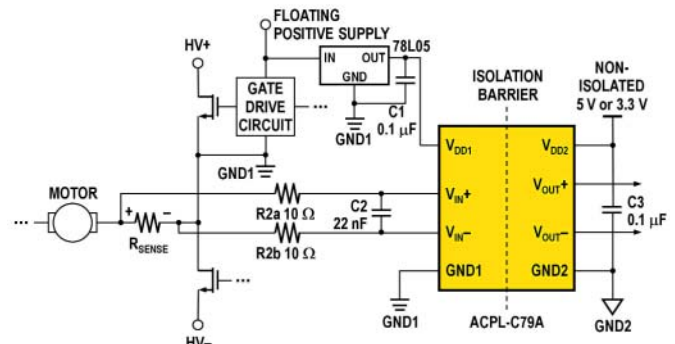 FLOATING
POSITIVE SUPPLY
HV+
78L05
IN OUT
GND
GATE
DRIVE
CIRCUIT
...
C1
0.1 µF
GND1
GND1
ISOLATION
BARRIER
NON-
ISOLATED
5 V or 3.3 V
VDD1
VDD2
VIN+
VOUT+
VIN–
VOUT–
GND1
GND2
MOTOR
...
+ –
RSENSE
R2a 10 Ω
C2
22 nF
R2b 10 Ω
C3
0.1 µF
...
GND1
ACPL-C79A
GND2
HV–